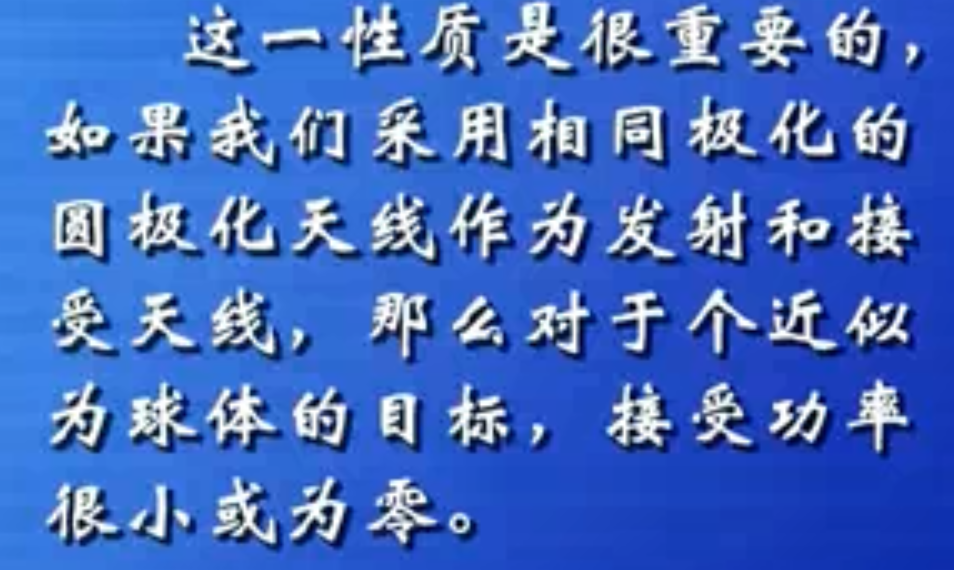 这一性质是很重要的，
如果我们采用相同极化的
圆极化天线作为发射和接
受天线，那么对于个近似
为球体的目标，接受功率
很小或为零。